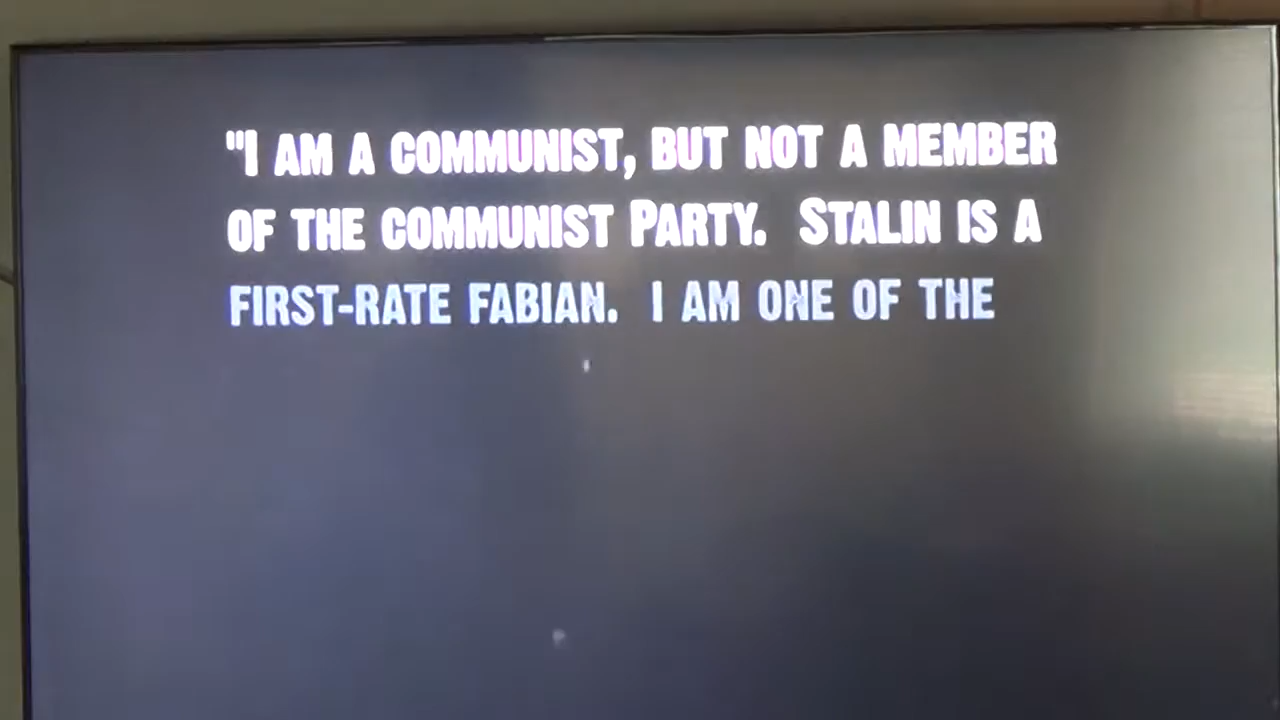 "I AM A COMMUNIST, BUT NOT A MEMBER
OF THE COMMUNIST PARTY. STALIN IS A
FIRST-RATE FABIAN. I AM ONE OF THE